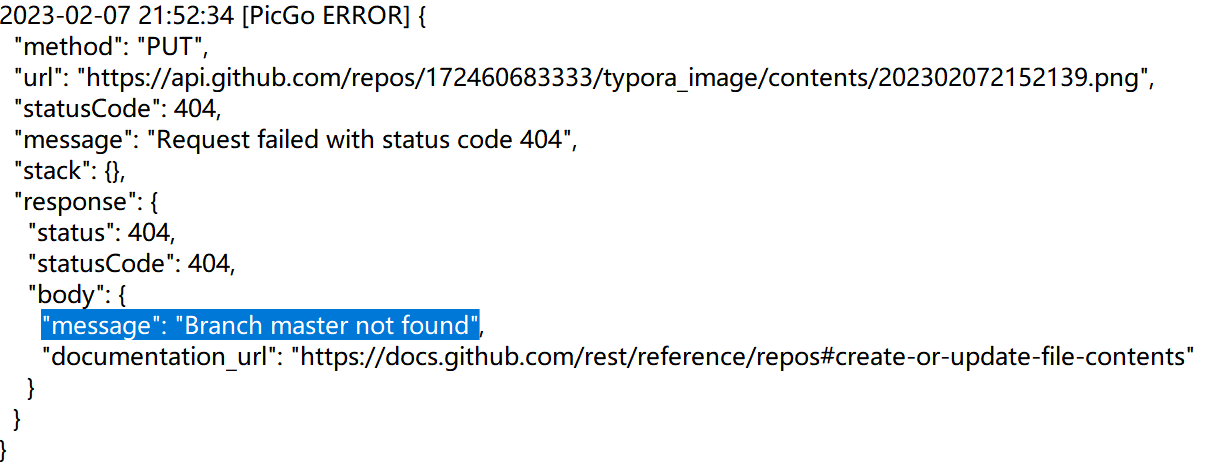 2023-02-07 21:52:34 [PicGo ERROR] {
"method": "PUT",
"url": "https://api.github.com/repos/172460683333/typora_image/contents/202302072152139.png",
"statusCode": 404,
"message": "Request failed with status code 404",
"stack": {},
"response": {
"status": 404,
"statusCode": 404,
"body": {
"message": "Branch master not found",
"documentation_url": "https://docs.github.com/rest/reference/repos#create-or-update-file-contents"
}
}
}